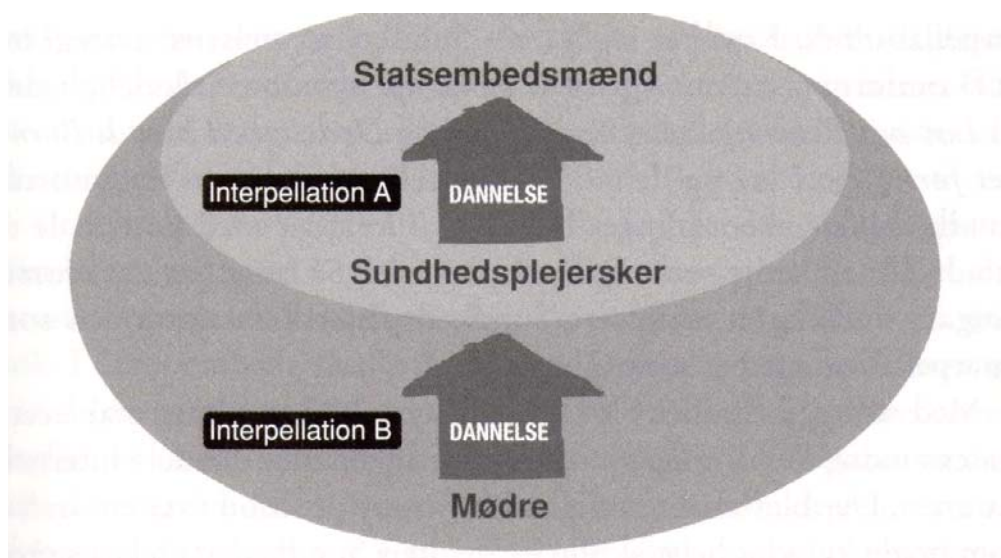 Statsembedsmænd
Interpellation A
DANNELSE
Sundhedsplejersker
Interpellation B
DANNELSE
Mødre